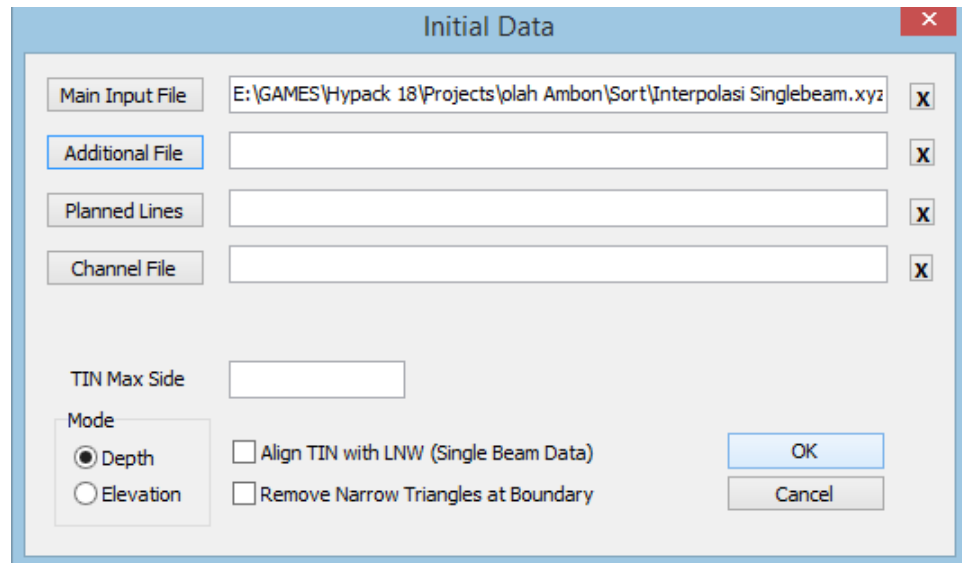 Initial Data
Main Input File E:\GAMES\Hypack 18\Projects\olah Ambon\Sort\Interpolasi Singlebeam.xyz X
Additional File X
Planned Lines X
Channel File X
TIN Max Side
Mode
Depth
Elevation
Align TIN with LNW (Single Beam Data)
Remove Narrow Triangles at Boundary
OK
Cancel